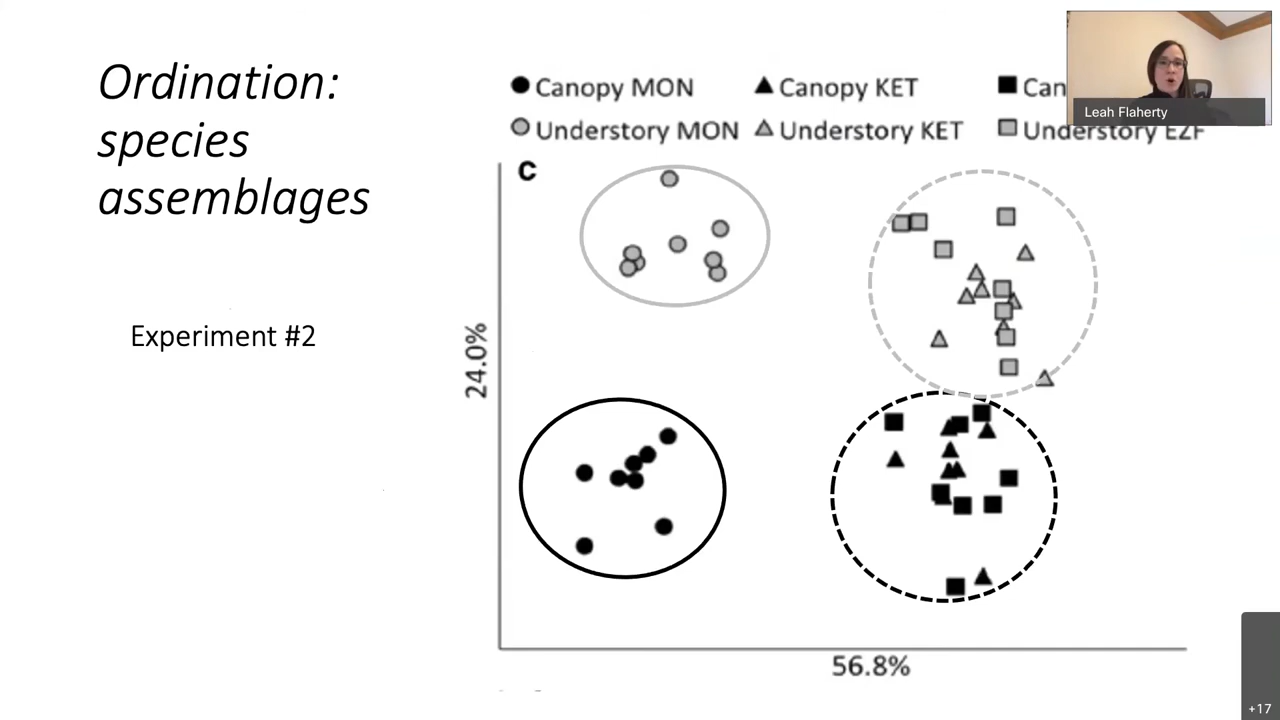 Ordination:
species
assemblages
Experiment #2
Canopy MON
Canopy KET
Understory MON
Understory KET
Understory EZF
C
24.0%
56.8%
Leah Flaherty
+17